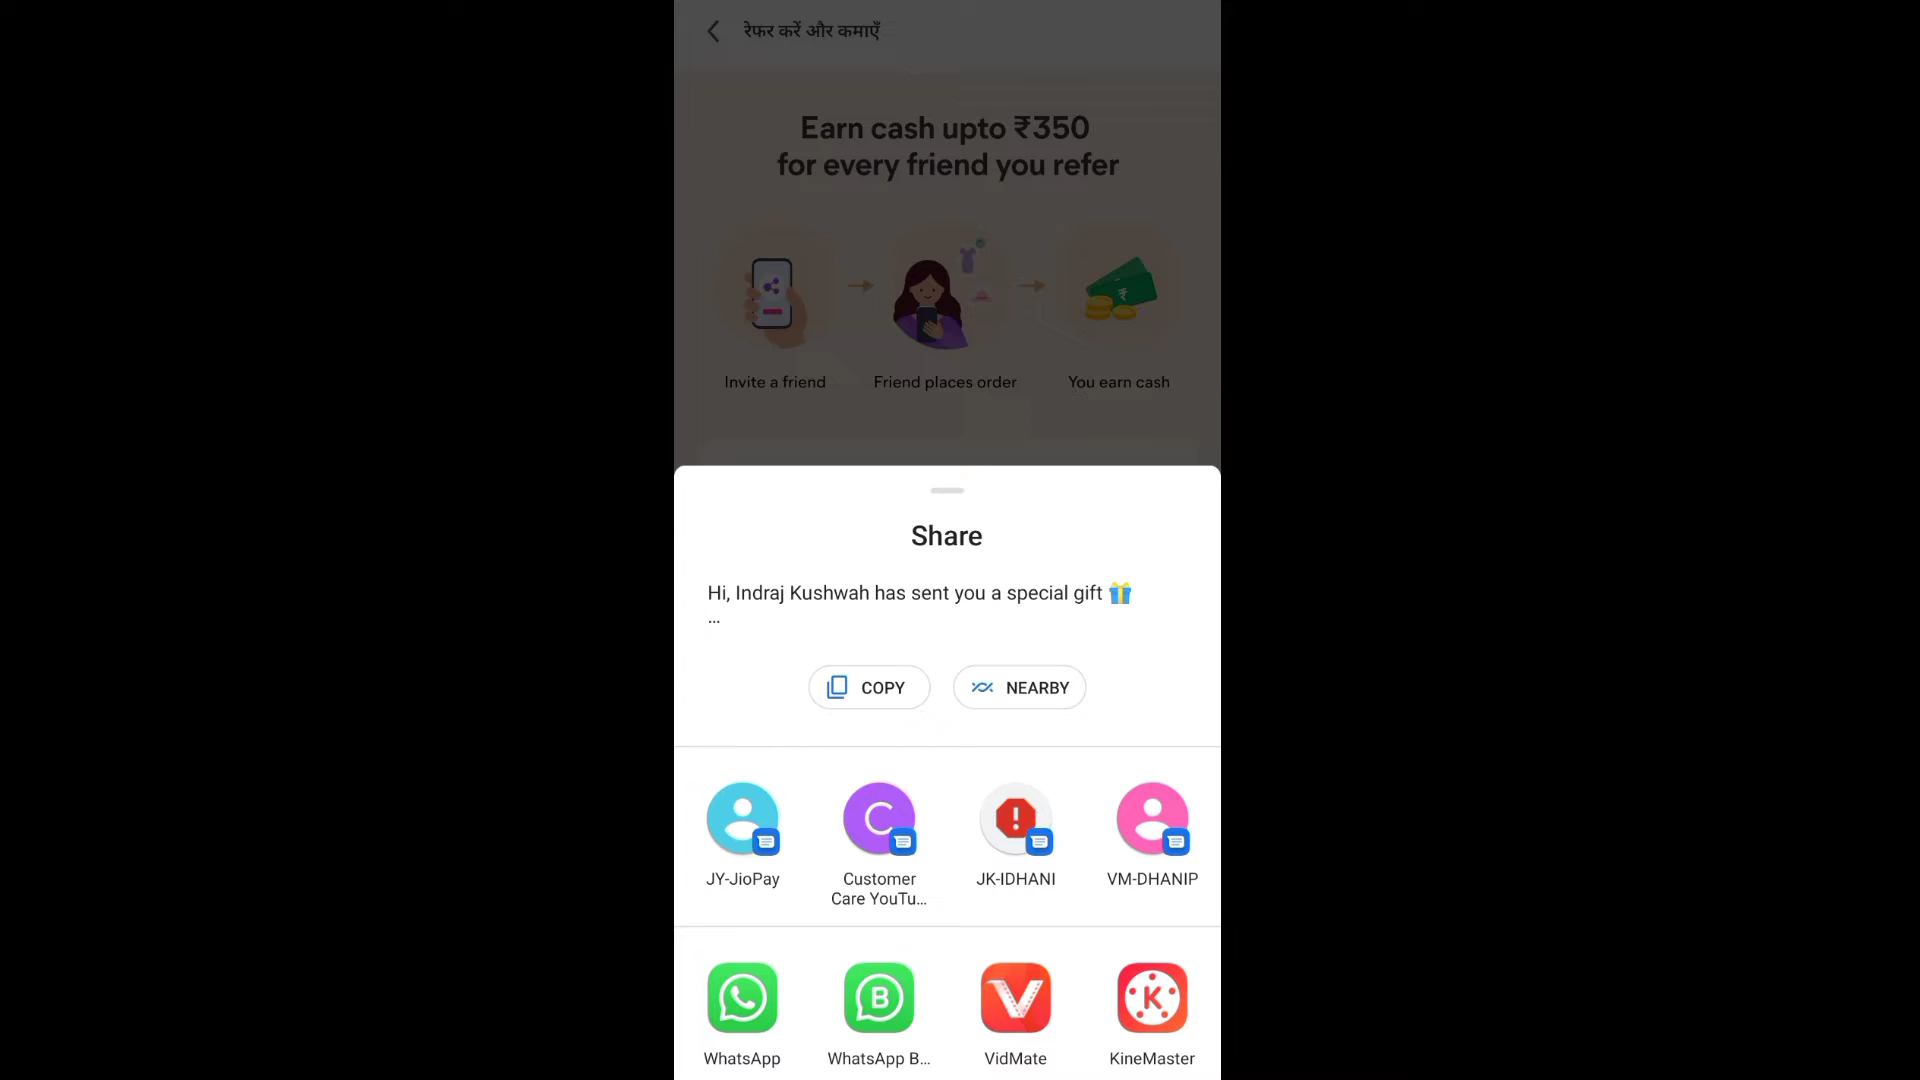 रेफर करें और कमाएँ
Earn cash upto ₹350
for every friend you refer
Invite a friend
Friend places order
You earn cash
Share
Hi, Indraj Kushwah has sent you a special gift 🎁
...
COPY
NEARBY
JY-JioPay
Customer
Care YouTu...
JK-IDHANI
VM-DHANIP
WhatsApp
WhatsApp B...
VidMate
KineMaster